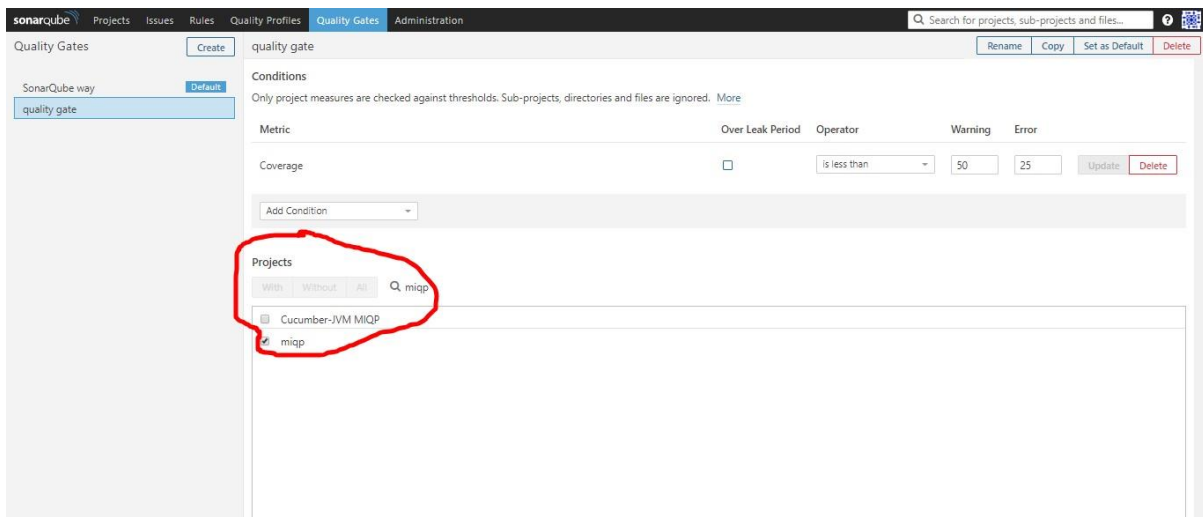 sonarqube Projects Issues Rules Quality Profiles Quality Gates Administration Search for projects, sub-projects and files... ?
Quality Gates Create quality gate Rename Copy Set as Default Delete
SonarQube way Default
quality gate
Conditions
Only project measures are checked against thresholds. Sub-projects, directories and files are ignored. More
Metric Over Leak Period Operator Warning Error
Coverage is less than 50 25 Update Delete
Add Condition
Projects
With Without All miqp
Cucumber-JVM MIQP
miqp